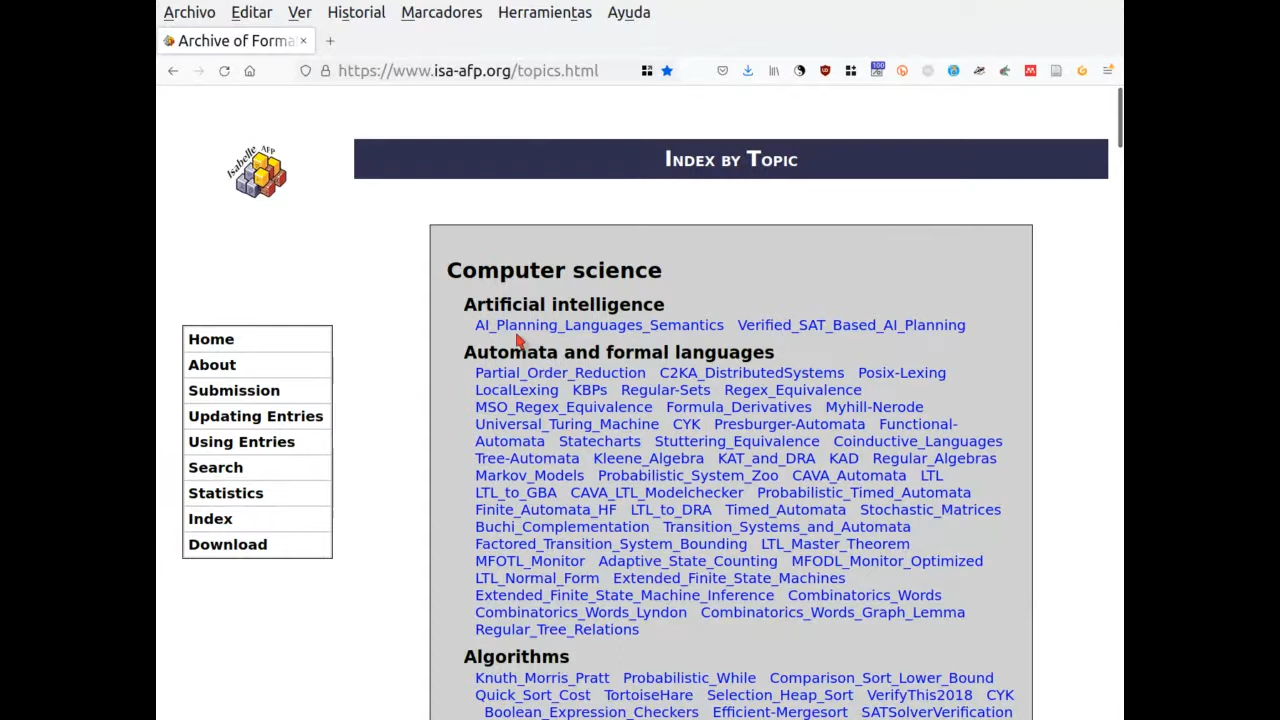 Archivo Editar Ver Historial Marcadores Herramientas Ayuda
Archive of Forma
https://www.isa-afp.org/topics.html
100
Isabelle AFP
Index by Topic
Home
About
Submission
Updating Entries
Using Entries
Search
Statistics
Index
Download
Computer science
Artificial intelligence
AI_Planning_Languages_Semantics Verified_SAT_Based_AI_Planning
Automata and formal languages
Partial_Order_Reduction C2KA_DistributedSystems Posix-Lexing
LocalLexing KBPs Regular-Sets Regex_Equivalence
MSO_Regex_Equivalence Formula_Derivatives Myhill-Nerode
Universal_Turing_Machine CYK Presburger-Automata Functional-
Automata Statecharts Stuttering_Equivalence Coinductive_Languages
Tree-Automata Kleene_Algebra KAT_and_DRA KAD Regular_Algebras
Markov_Models Probabilistic_System_Zoo CAVA_Automata LTL
LTL_to_GBA CAVA_LTL_Modelchecker Probabilistic_Timed_Automata
Finite_Automata_HF LTL_to_DRA Timed_Automata Stochastic_Matrices
Buchi_Complementation Transition_Systems_and_Automata
Factored_Transition_System_Bounding LTL_Master_Theorem
MFOTL_Monitor Adaptive_State_Counting MFODL_Monitor_Optimized
LTL_Normal_Form Extended_Finite_State_Machines
Extended_Finite_State_Machine_Inference Combinatorics_Words
Combinatorics_Words_Lyndon Combinatorics_Words_Graph_Lemma
Regular_Tree_Relations
Algorithms
Knuth_Morris_Pratt Probabilistic_While Comparison_Sort_Lower_Bound
Quick_Sort_Cost TortoiseHare Selection_Heap_Sort VerifyThis2018 CYK
Boolean_Expression_Checkers Efficient-Mergesort SATSolverVerification